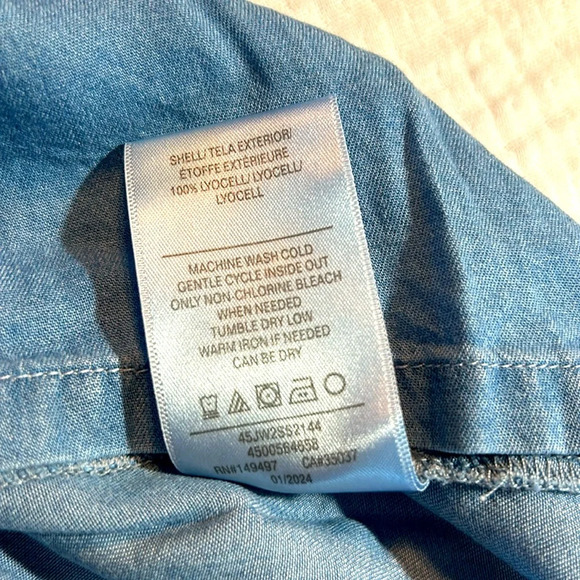 SHELL/ TELA EXTERIOR/
ÉTOFFE EXTÉRIEURE
100% LYOCELL/ LYOCELL/
LYOCELL
MACHINE WASH COLD
GENTLE CYCLE INSIDE OUT
ONLY NON-CHLORINE BLEACH
WHEN NEEDED
TUMBLE DRY LOW
WARM IRON IF NEEDED
CAN BE DRY
45JW2SS2144
4500564658
RN#149497 CA#35037
01/2024